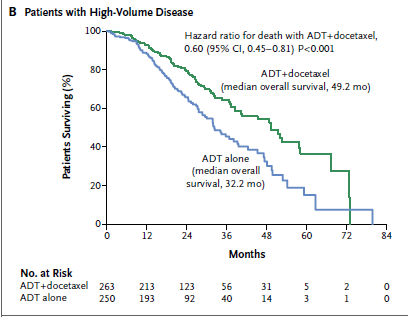 B Patients with High-Volume Disease
100-
80-
60-
40-
20-
0-
Patients Surviving (%)
Hazard ratio for death with ADT+docetaxel,
0.60 (95% CI, 0.45–0.81) P<0.001
ADT+docetaxel
(median overall survival, 49.2 mo)
ADT alone
(median overall
survival, 32.2 mo)
0 12 24 36 48 60 72 84
Months
No. at Risk
ADT+docetaxel 263 213 123 56 31 5 2 0
ADT alone 250 193 92 40 14 3 1 0